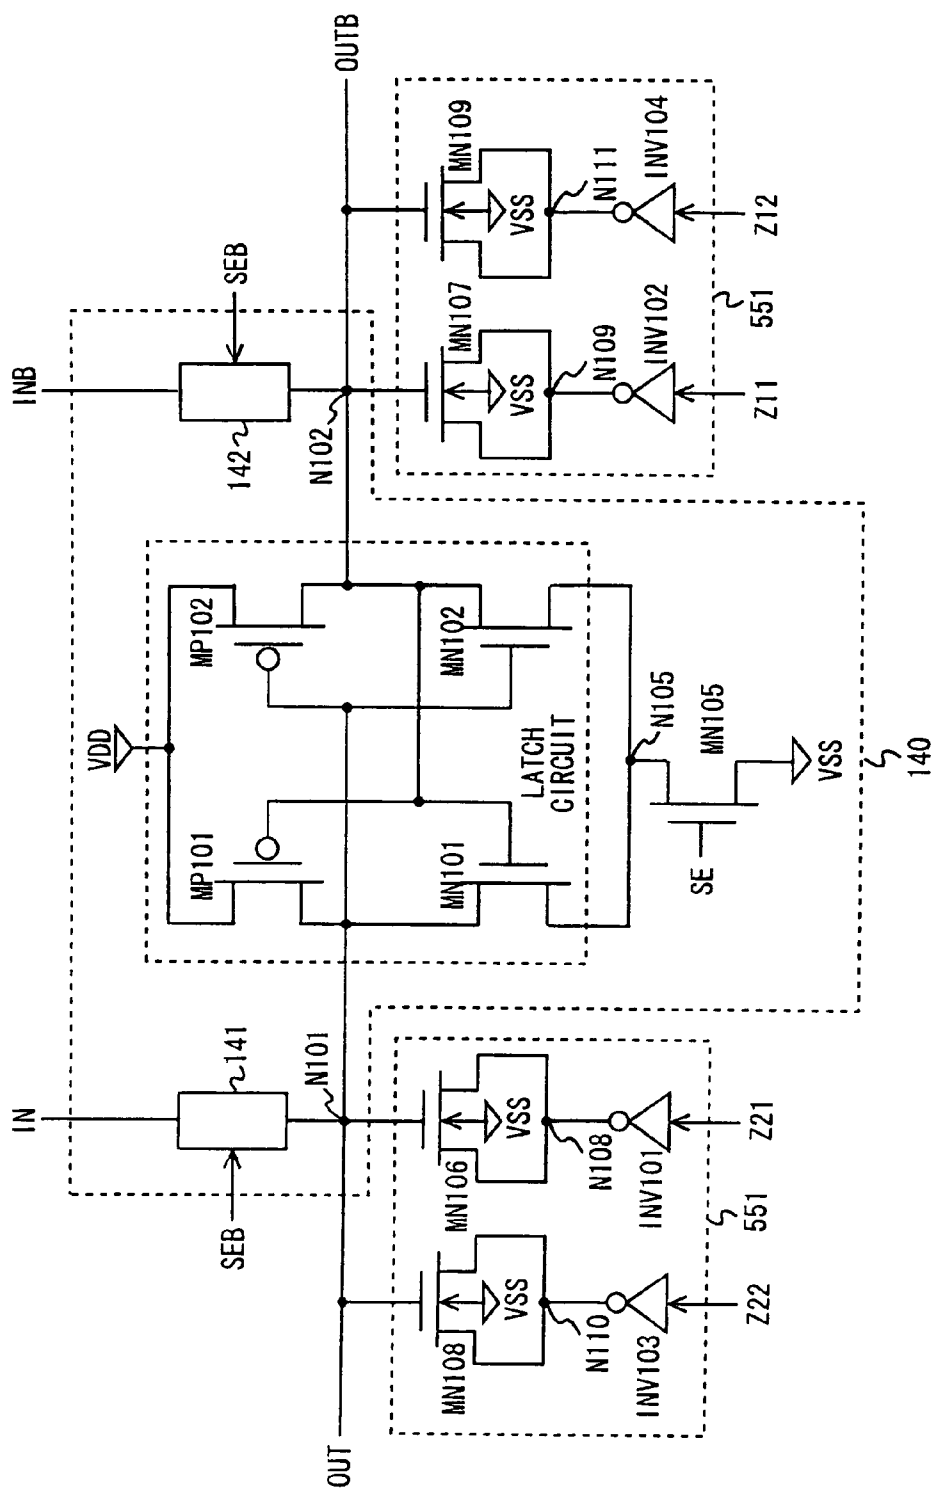 IN
INB
VDD
SEB
141
MP101
MP102
142
SEB
OUT
N101
N102
OUTB
LATCH
CIRCUIT
MN101
MN102
MN108
VSS
N110
INV103
Z22
MN106
VSS
N108
INV101
Z21
551
SE
N105
MN105
VSS
140
MN107
VSS
N109
INV102
Z11
MN109
VSS
N111
INV104
Z12
551